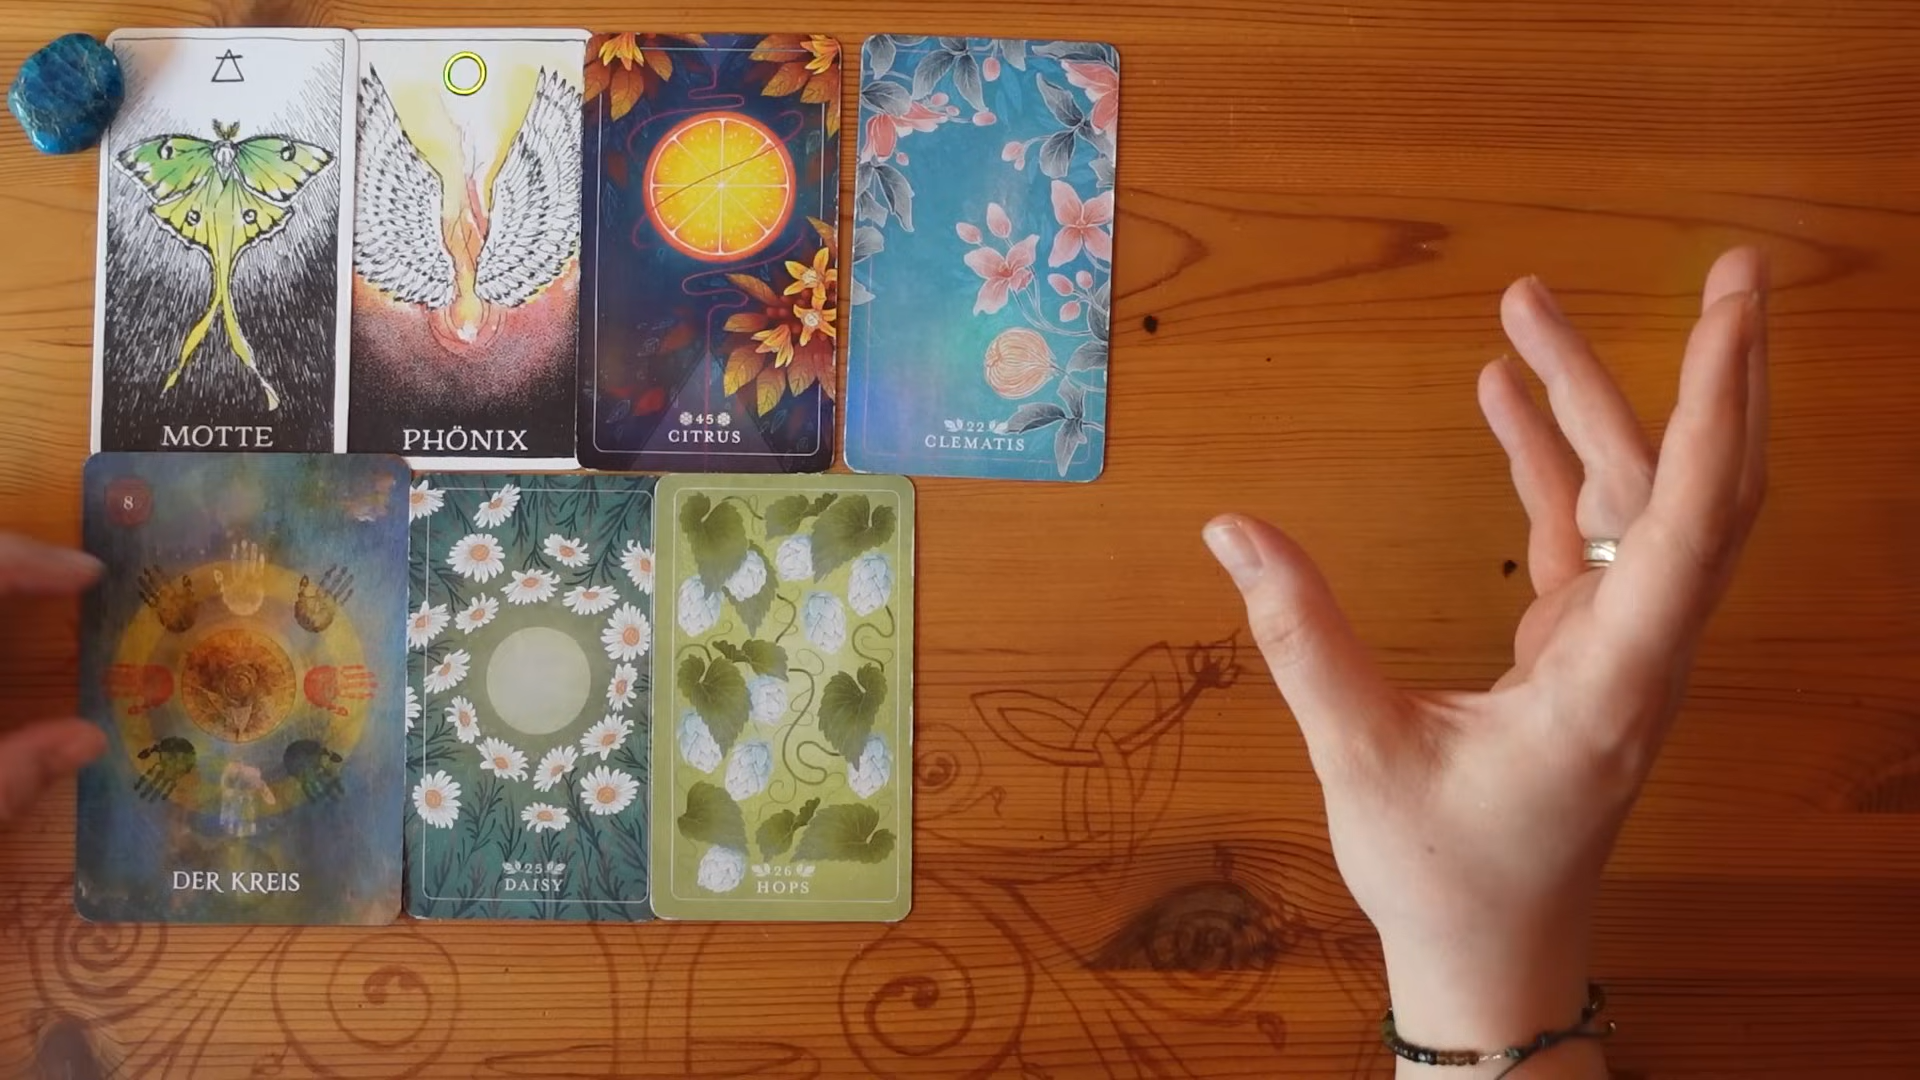 MOTTE
PHÖNIX
45
CITRUS
22
CLEMATIS
8
DER KREIS
25
DAISY
26
HOPS